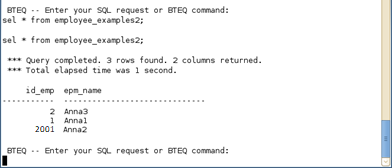 BTEQ -- Enter your SQL request or BTEQ command:
sel * from employee_examples2;
sel * from employee_examples2;
*** Query completed. 3 rows found. 2 columns returned.
*** Total elapsed time was 1 second.
id_emp epm_name
----------- ------------------------------
2 Anna3
1 Anna1
2001 Anna2
BTEQ -- Enter your SQL request or BTEQ command: